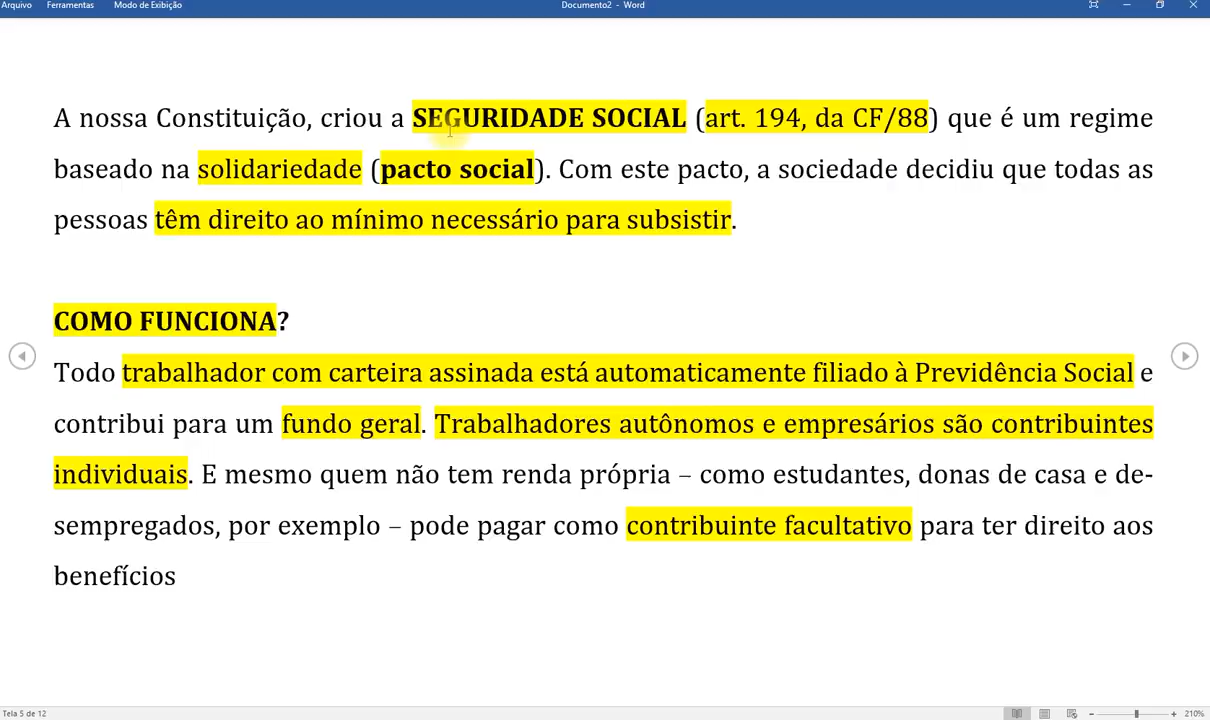 Arquivo Ferramentas Modo de Exibição Documento2 - Word
A nossa Constituição, criou a SEGURIDADE SOCIAL (art. 194, da CF/88) que é um regime
baseado na solidariedade (pacto social). Com este pacto, a sociedade decidiu que todas as
pessoas têm direito ao mínimo necessário para subsistir.
COMO FUNCIONA?
Todo trabalhador com carteira assinada está automaticamente filiado à Previdência Social e
contribui para um fundo geral. Trabalhadores autônomos e empresários são contribuintes
individuais. E mesmo quem não tem renda própria – como estudantes, donas de casa e de-
sempregados, por exemplo – pode pagar como contribuinte facultativo para ter direito aos
benefícios
Tela 5 de 12 210%